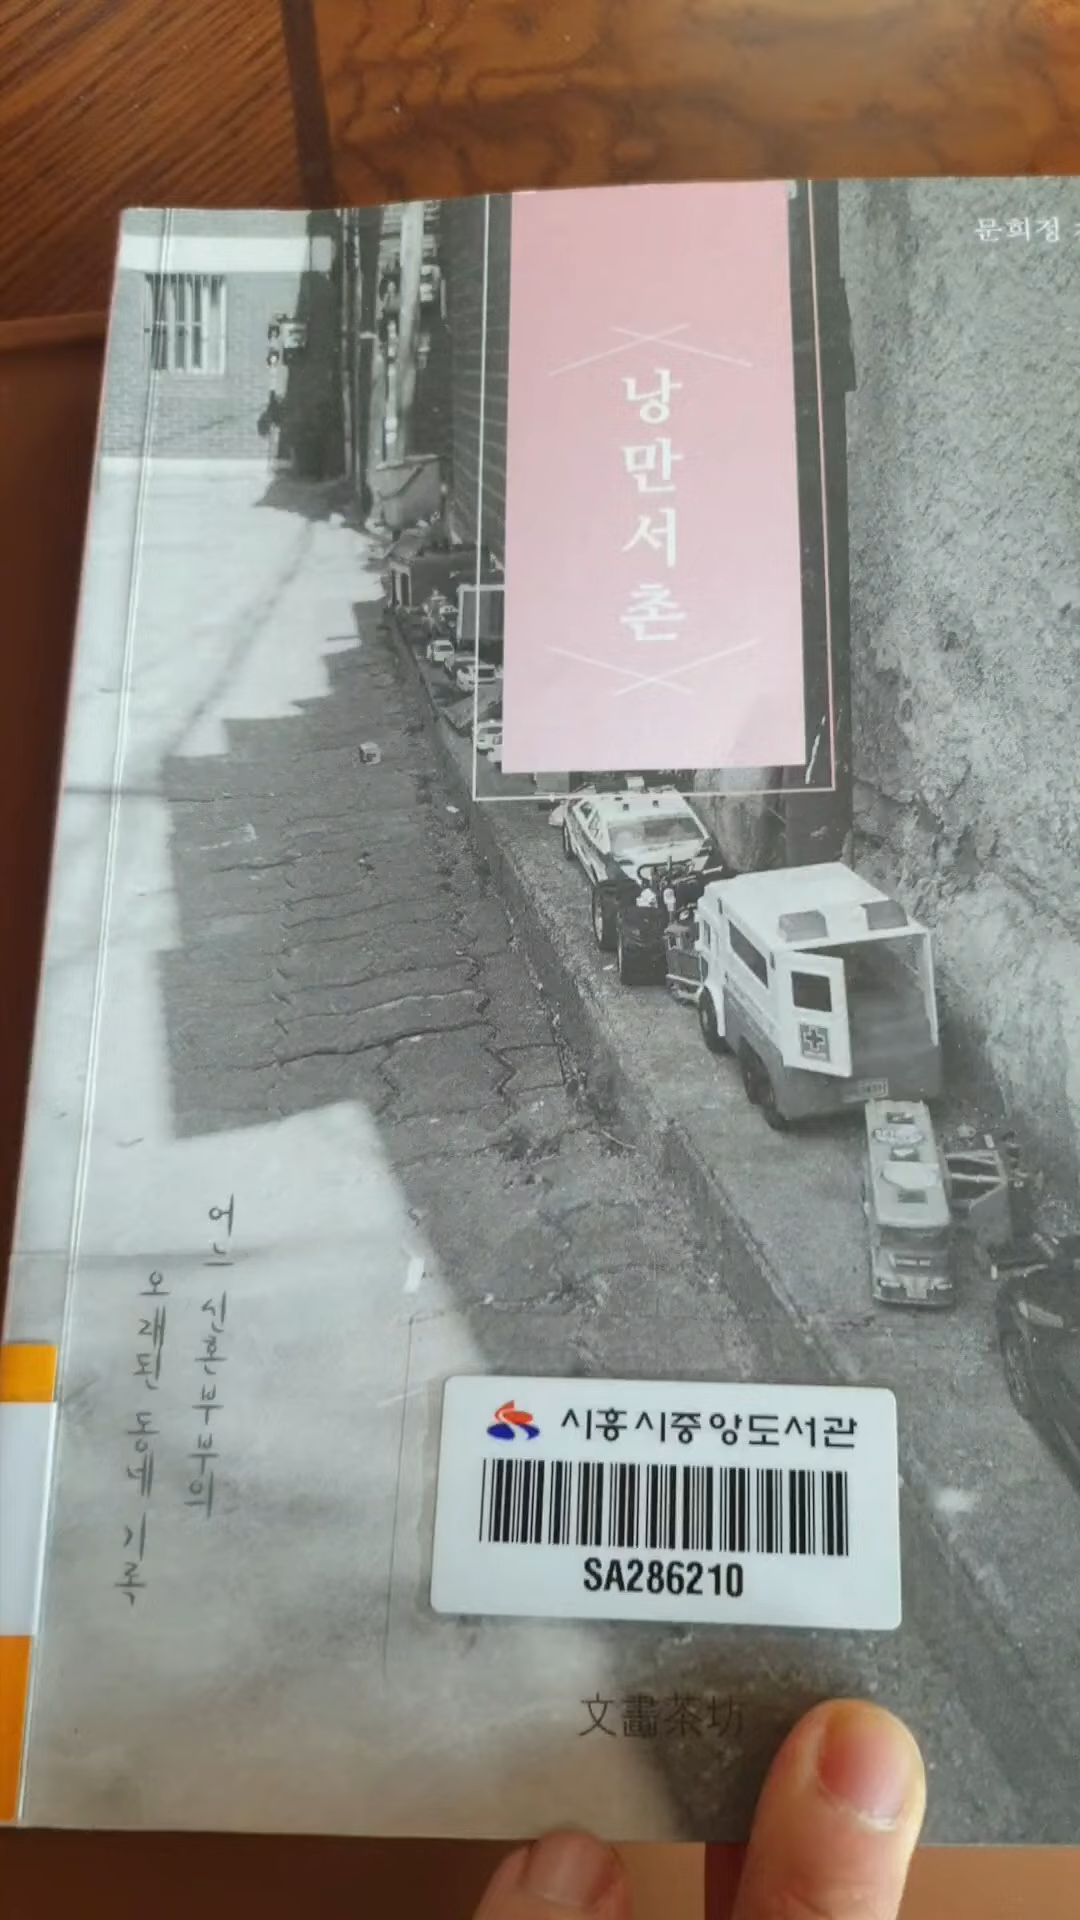 문희정
낭만서촌
어느 신혼부부의
오래된 동네 기록
시흥시중앙도서관
SA286210
文畵茶坊